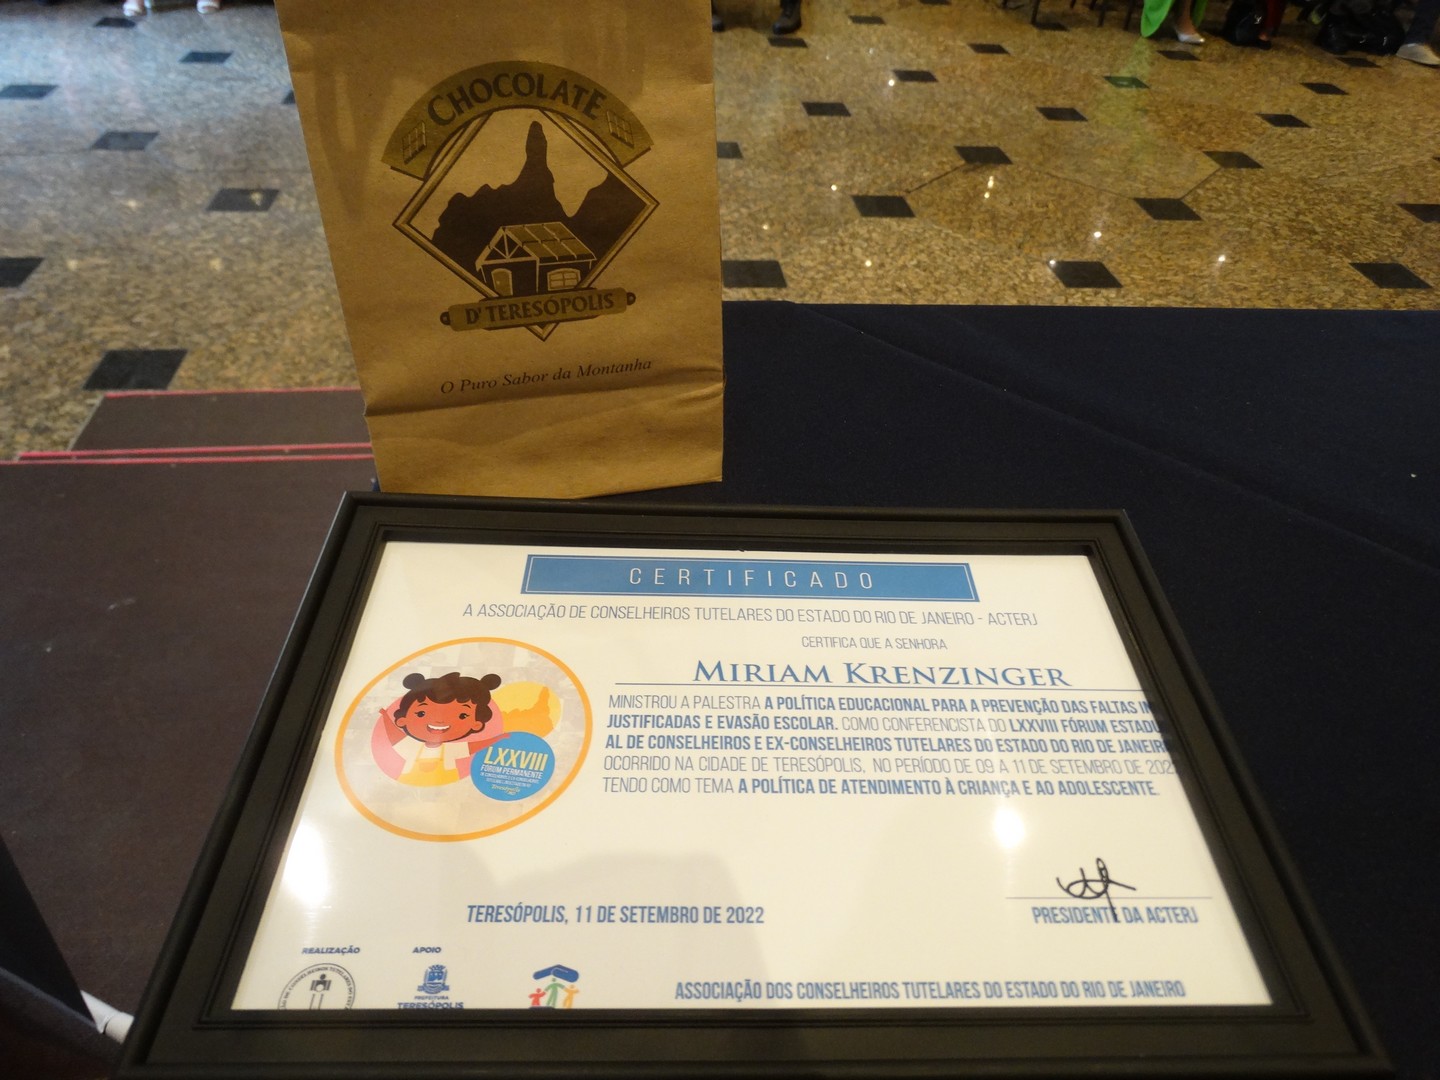 CHOCOLATE
D'TERESÓPOLIS
O Puro Sabor da Montanha
CERTIFICADO
A ASSOCIAÇÃO DE CONSELHEIROS TUTELARES DO ESTADO DO RIO DE JANEIRO - ACTERJ
CERTIFICA QUE A SENHORA
MIRIAM KRENZINGER
MINISTROU A PALESTRA A POLÍTICA EDUCACIONAL PARA A PREVENÇÃO DAS FALTAS IN
JUSTIFICADAS E EVASÃO ESCOLAR. COMO CONFERENCISTA DO LXXVIII FÓRUM ESTADU
AL DE CONSELHEIROS E EX-CONSELHEIROS TUTELARES DO ESTADO DO RIO DE JANEIR
OCORRIDO NA CIDADE DE TERESÓPOLIS, NO PERÍODO DE 09 A 11 DE SETEMBRO DE 202
TENDO COMO TEMA A POLÍTICA DE ATENDIMENTO À CRIANÇA E AO ADOLESCENTE.
LXXVIII
FÓRUM PERMANENTE
TERESÓPOLIS, 11 DE SETEMBRO DE 2022
PRESIDENTE DA ACTERJ
REALIZAÇÃO
APOIO
PREFEITURA
TERESÓPOLIS
ASSOCIAÇÃO DOS CONSELHEIROS TUTELARES DO ESTADO DO RIO DE JANEIRO